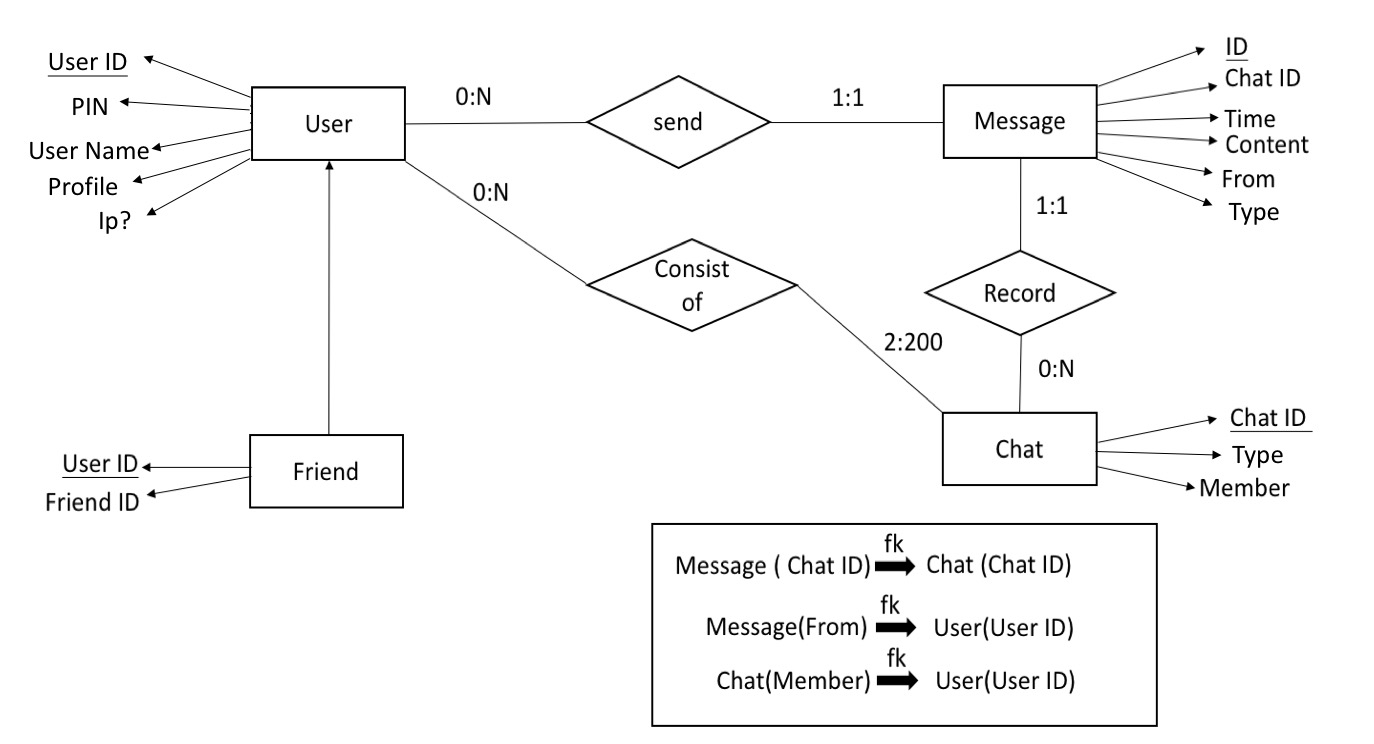 User ID
PIN
User Name
Profile
Ip?
User
0:N
send
1:1
Message
ID
Chat ID
Time
Content
From
Type
0:N
Consist
of
2:200
1:1
Record
0:N
User ID
Friend ID
Friend
Chat
Chat ID
Type
Member
fk
Message ( Chat ID) Chat (Chat ID)
fk
Message(From) User(User ID)
fk
Chat(Member) User(User ID)